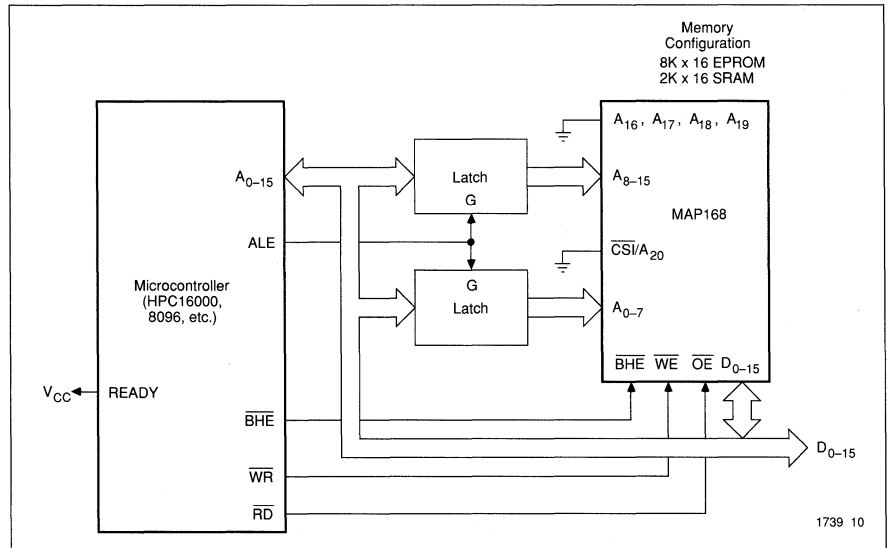 Memory
Configuration
8K x 16 EPROM
2K x 16 SRAM
A16, A17, A18, A19
A0–15
Latch
G
A8–15
MAP168
ALE
CSI/A20
Microcontroller
(HPC16000,
8096, etc.)
G
Latch
A0–7
BHE WE OE D0–15
VCC
READY
BHE
D0–15
WR
RD
1739 10